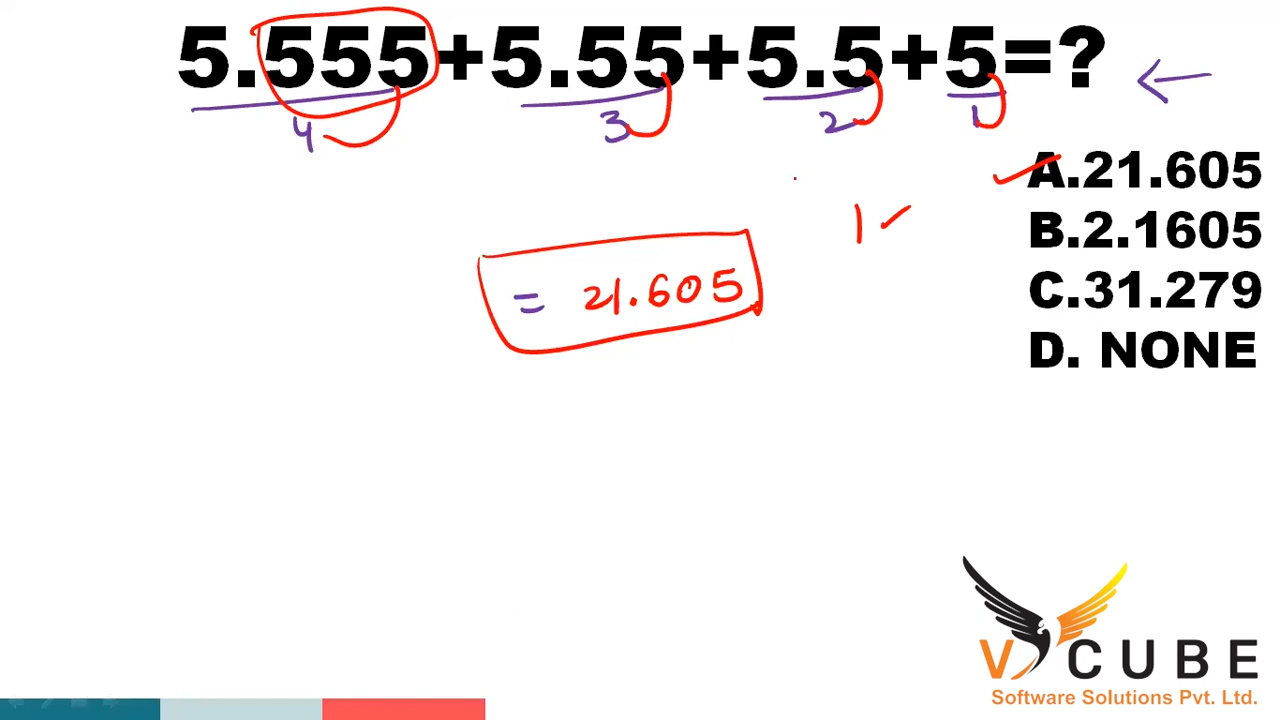 5.555+5.55+5.5+5=?
4 3 2 1
A.21.605
1
B.2.1605
= 21.605
C.31.279
D. NONE
V CUBE
Software Solutions Pvt. Ltd.